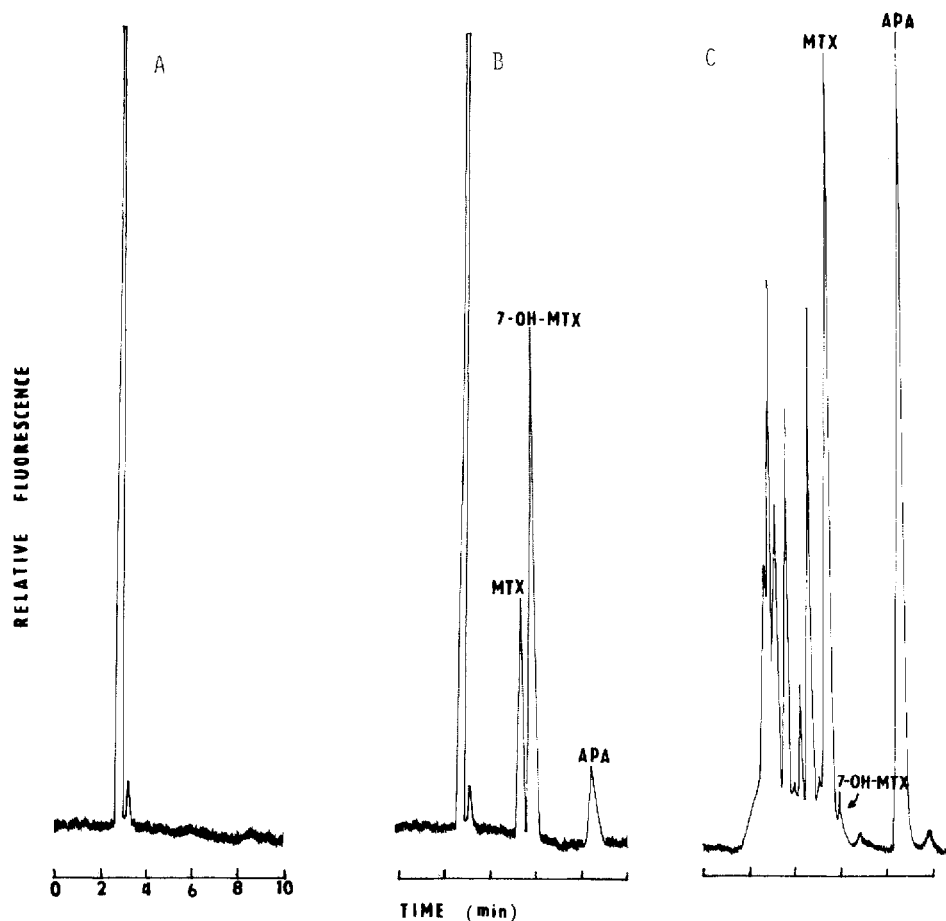 A
B
C
MTX
APA
7-OH-MTX
MTX
APA
7-OH-MTX
RELATIVE FLUORESCENCE
0 2 4 6 8 10
TIME (min)